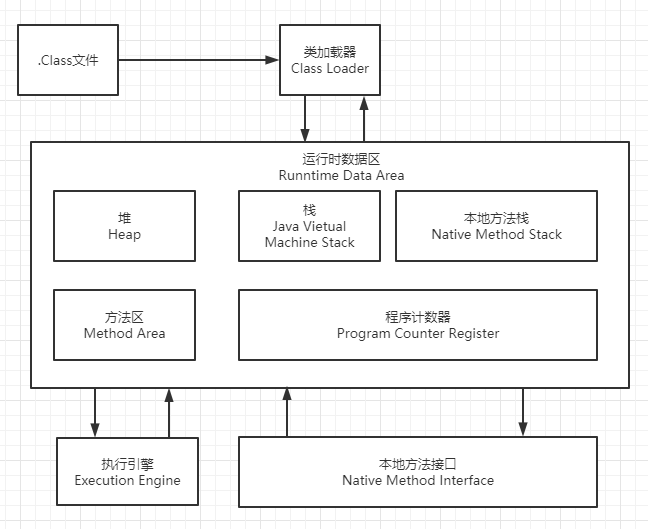 .Class文件
类加载器
Class Loader
运行时数据区
Runntime Data Area
堆
Heap
栈
Java Vietual
Machine Stack
本地方法栈
Native Method Stack
方法区
Method Area
程序计数器
Program Counter Register
执行引擎
Execution Engine
本地方法接口
Native Method Interface